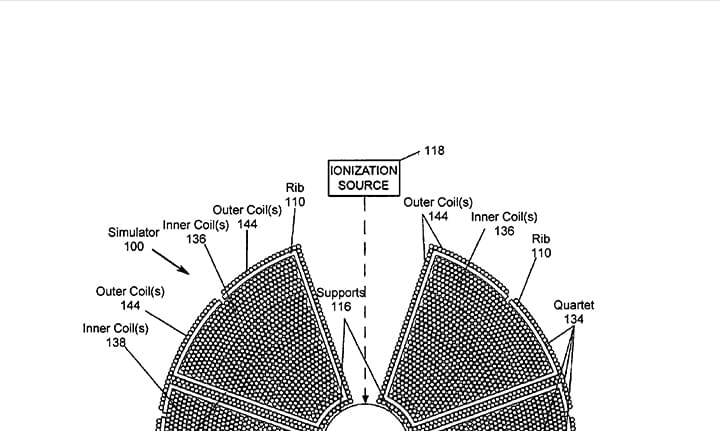 118
IONIZATION
SOURCE
Rib
110
Outer Coil(s)
144
Inner Coil(s)
136
Simulator
100
Outer Coil(s)
144
Inner Coil(s)
136
Rib
110
Supports
116
Outer Coil(s)
144
Inner Coil(s)
138
Quartet
134